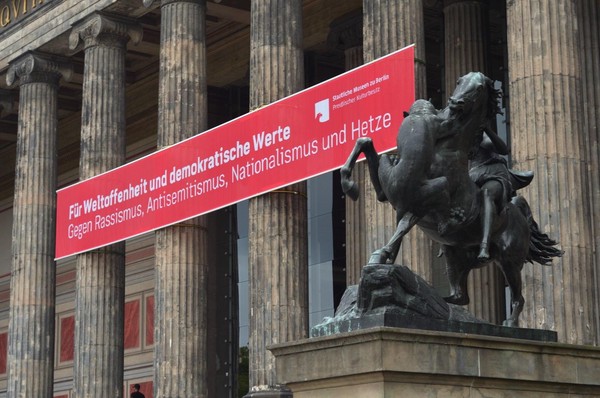 Staatliche Museen zu Berlin
Preußischer Kulturbesitz
Für Weltoffenheit und demokratische Werte
Gegen Rassismus, Antisemitismus, Nationalismus und Hetze